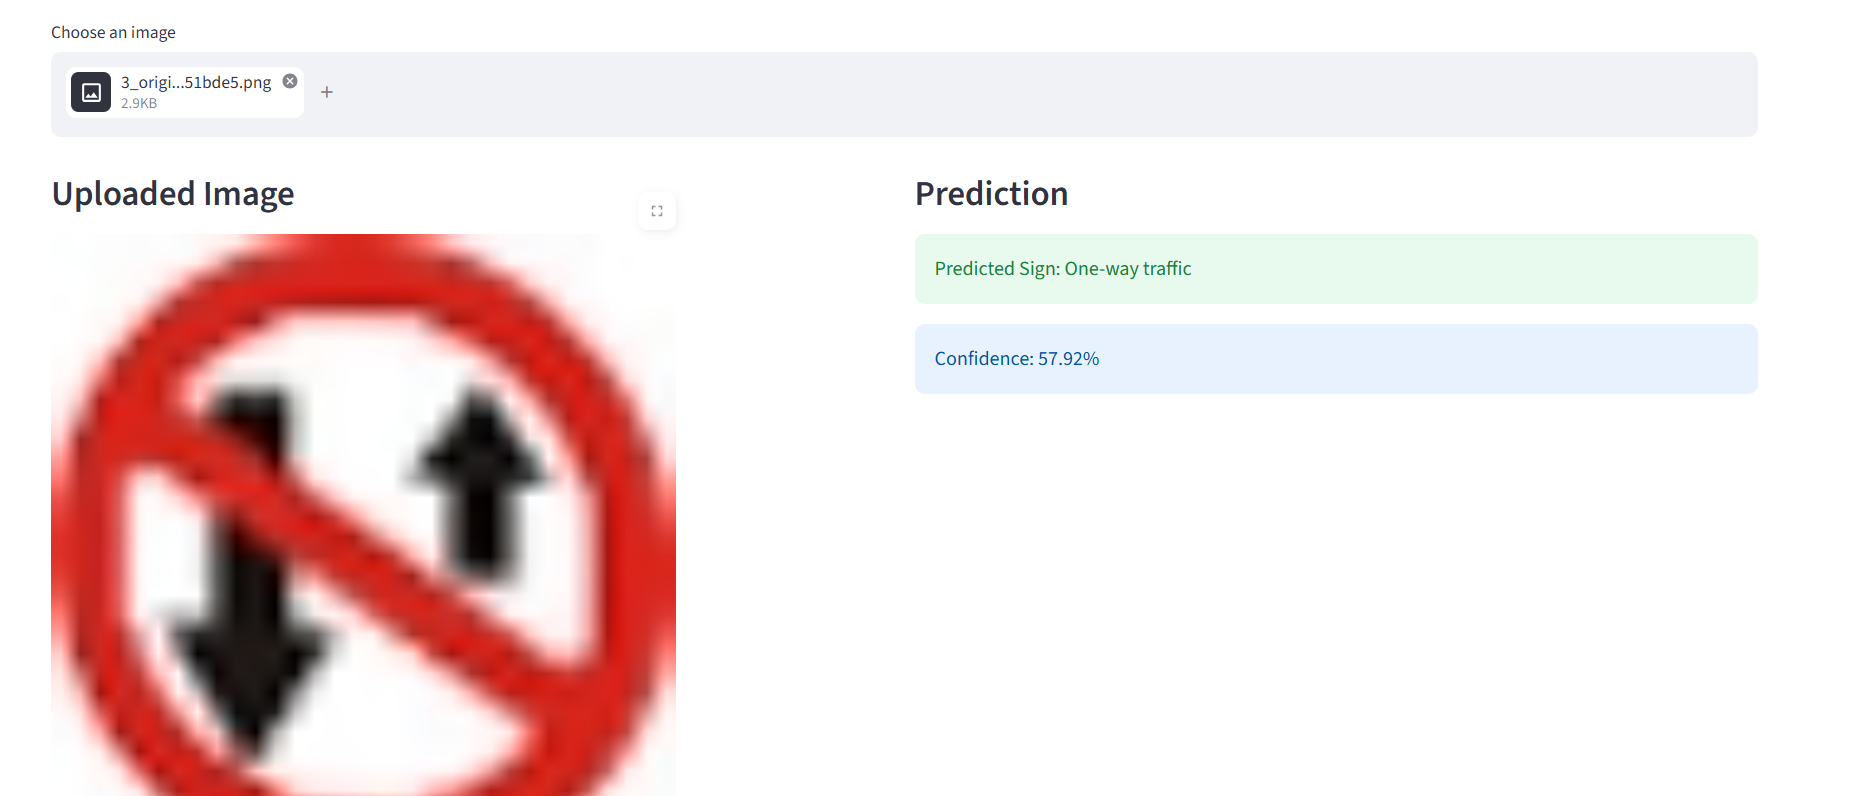 Choose an image
3_origi...51bde5.png
2.9KB
Uploaded Image
Prediction
Predicted Sign: One-way traffic
Confidence: 57.92%